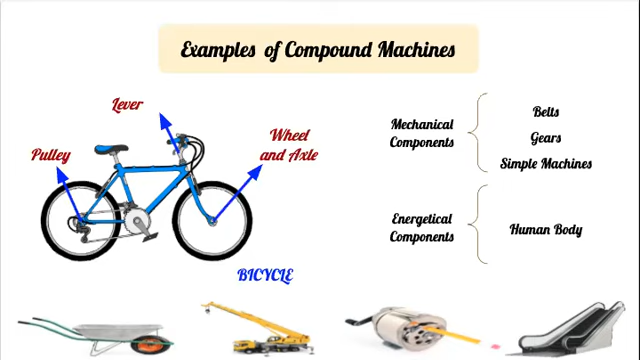 Examples of Compound Machines
Lever
Pulley
Wheel
and Axle
BICYCLE
Mechanical
Components
Belts
Gears
Simple Machines
Energetical
Components
Human Body